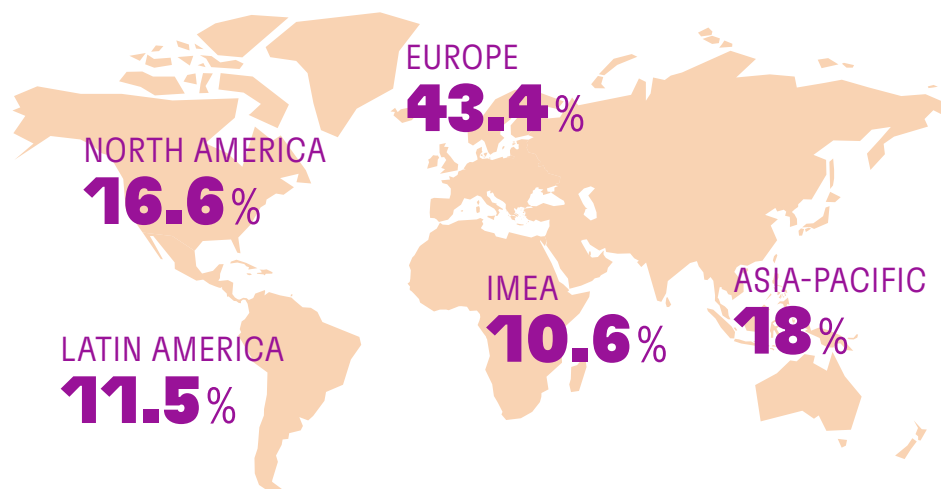 EUROPE
43.4%
NORTH AMERICA
16.6%
IMEA
10.6%
ASIA-PACIFIC
18%
LATIN AMERICA
11.5%